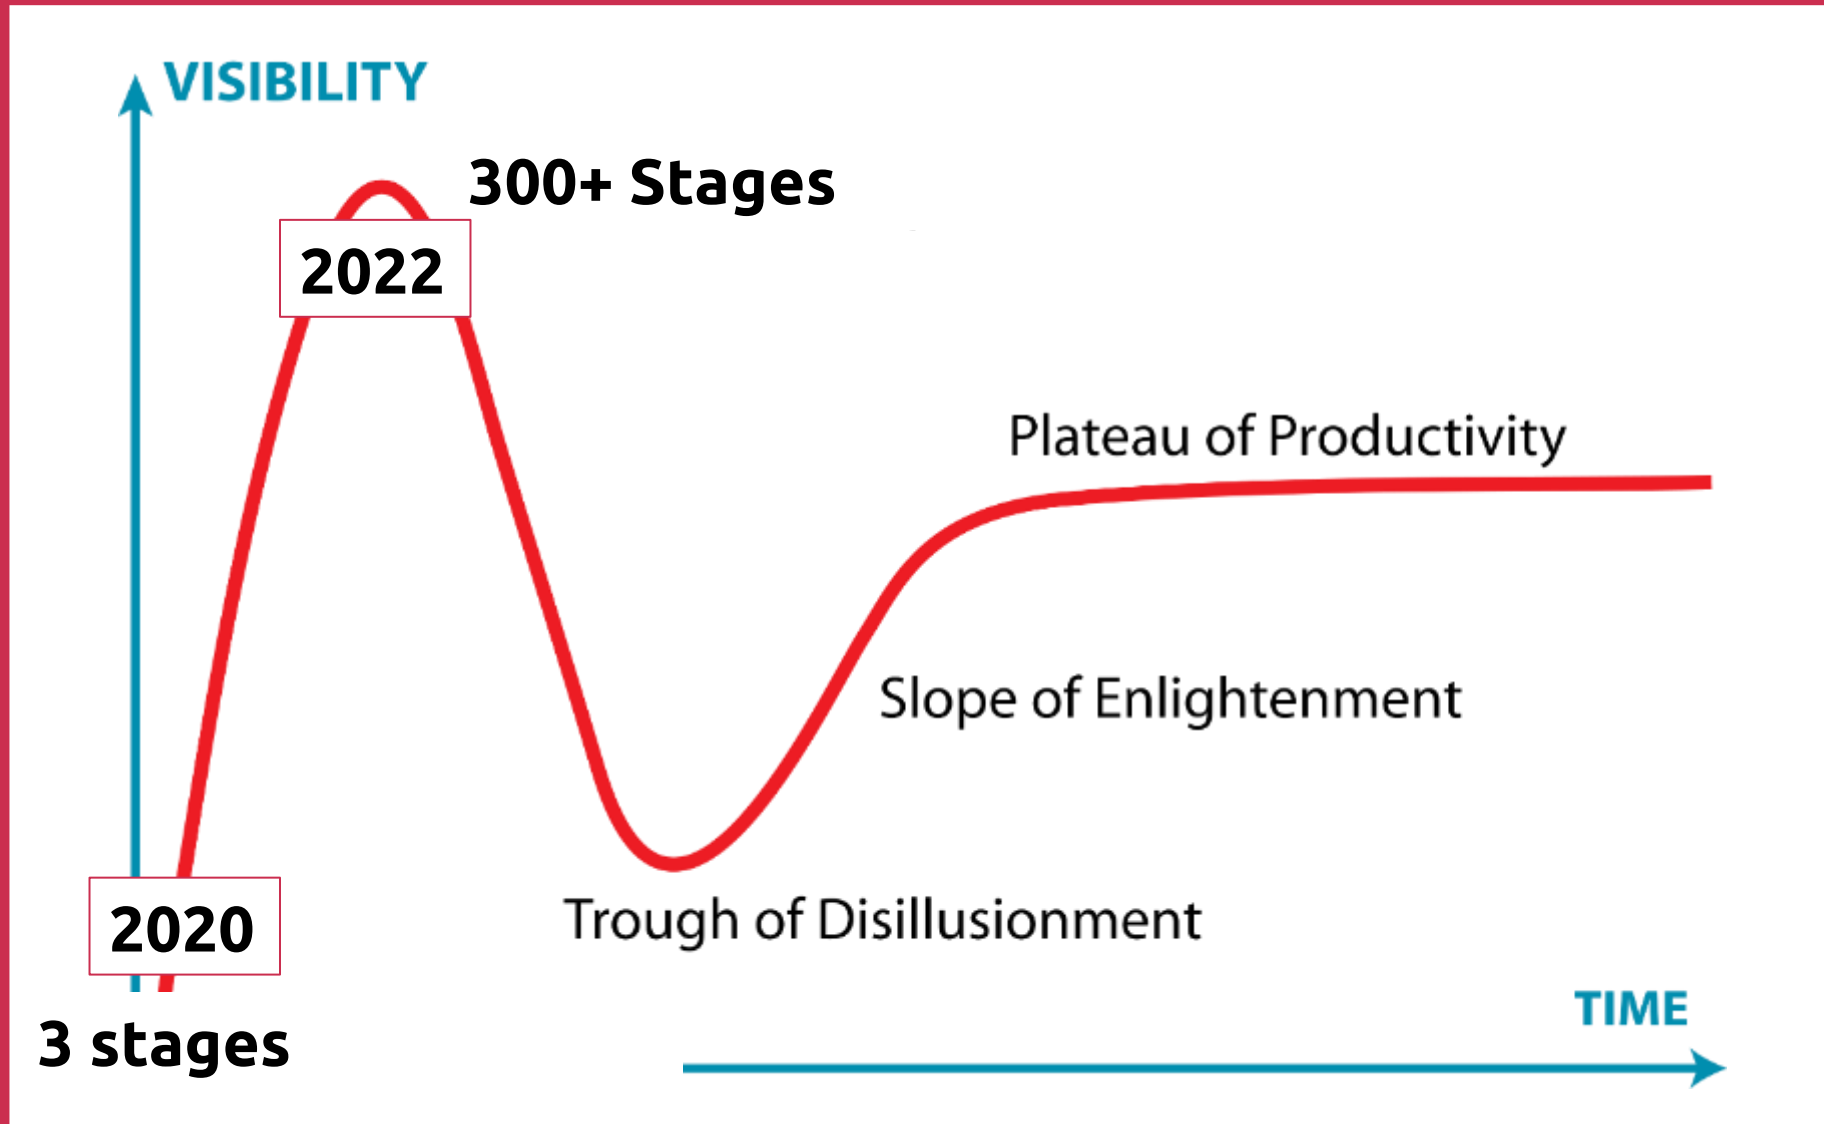 VISIBILITY
300+ Stages
2022
Plateau of Productivity
Slope of Enlightenment
Trough of Disillusionment
2020
TIME
3 stages